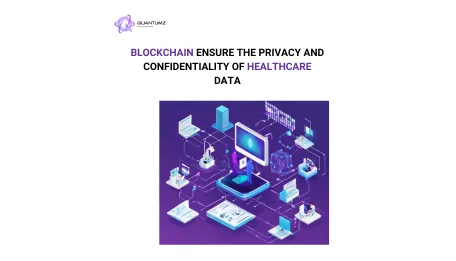 QUANTUMZ
BLOCKCHAIN ENSURE THE PRIVACY AND
CONFIDENTIALITY OF HEALTHCARE
DATA